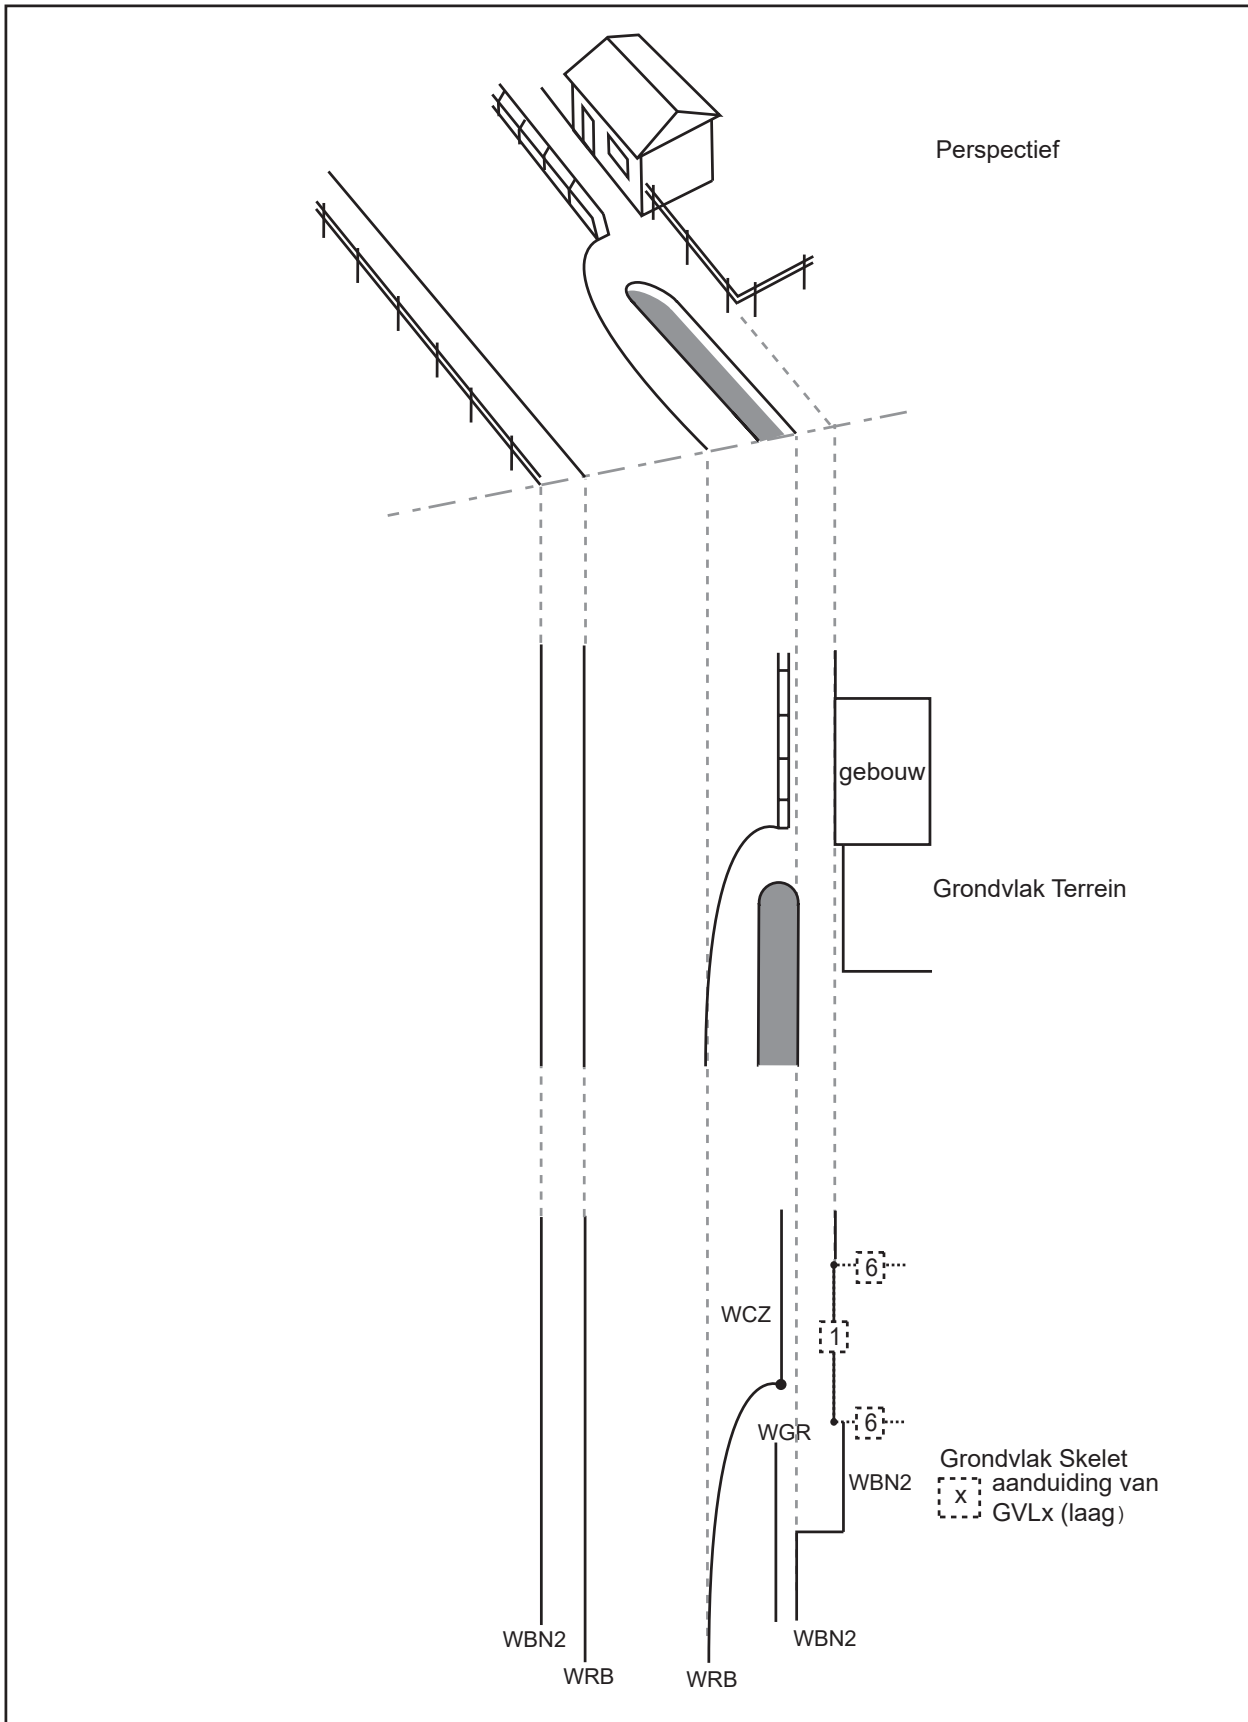 Perspectief
gebouw
Grondvlak Terrein
6
WCZ
1
6
WGR
WBN2
Grondvlak Skelet
x aanduiding van
GVLx (laag)
WBN2
WBN2
WRB
WRB